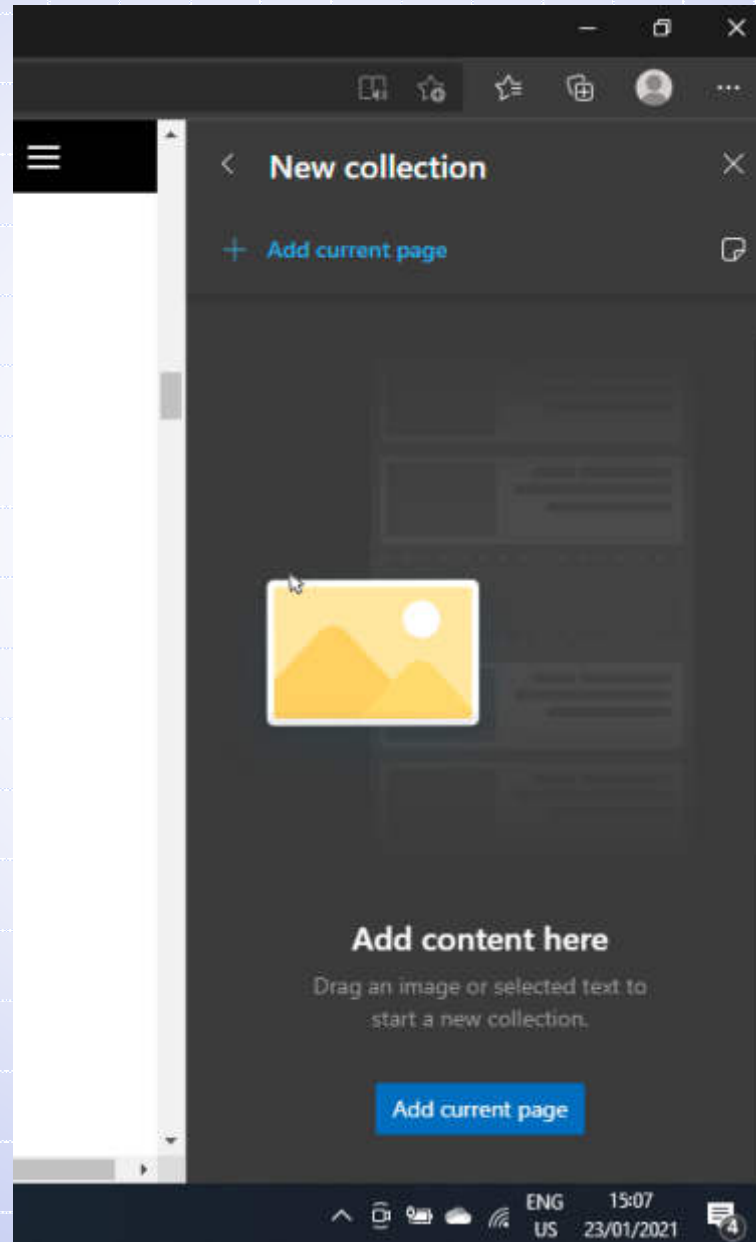 New collection
Add current page
Add content here
Drag an image or selected text to
start a new collection.
Add current page
ENG
US
15:07
23/01/2021
4